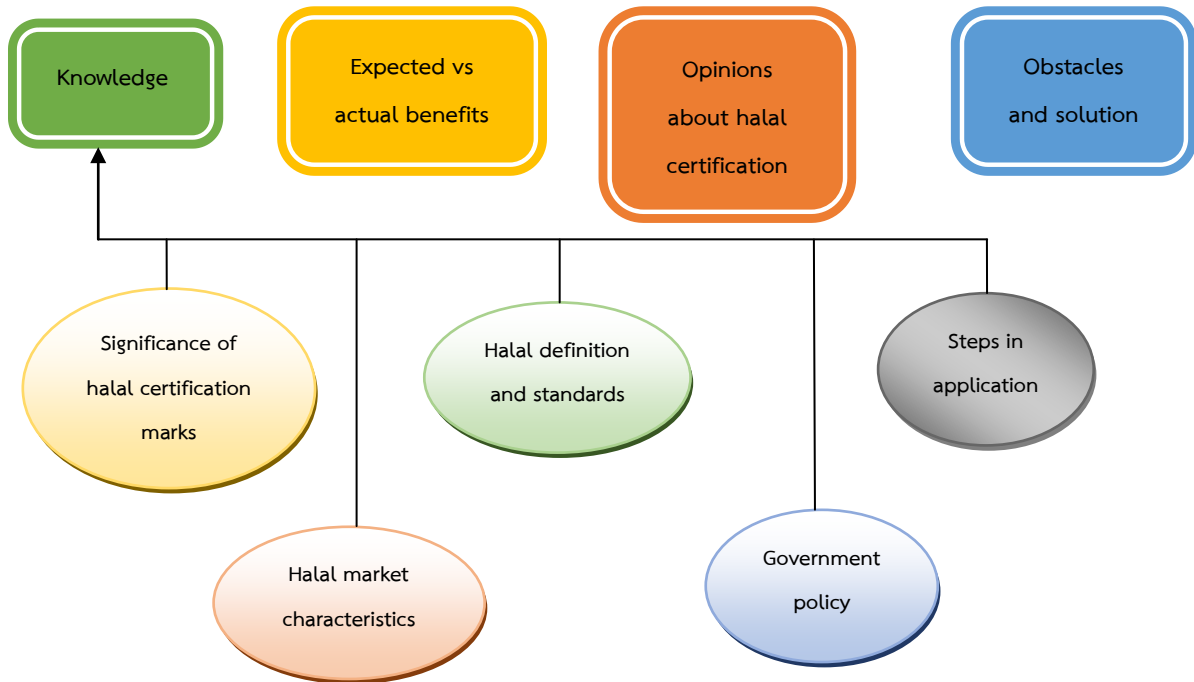 Knowledge
Expected vs
actual benefits
Opinions
about halal
certification
Obstacles
and solution
Significance of
halal certification
marks
Halal definition
and standards
Steps in
application
Halal market
characteristics
Government
policy